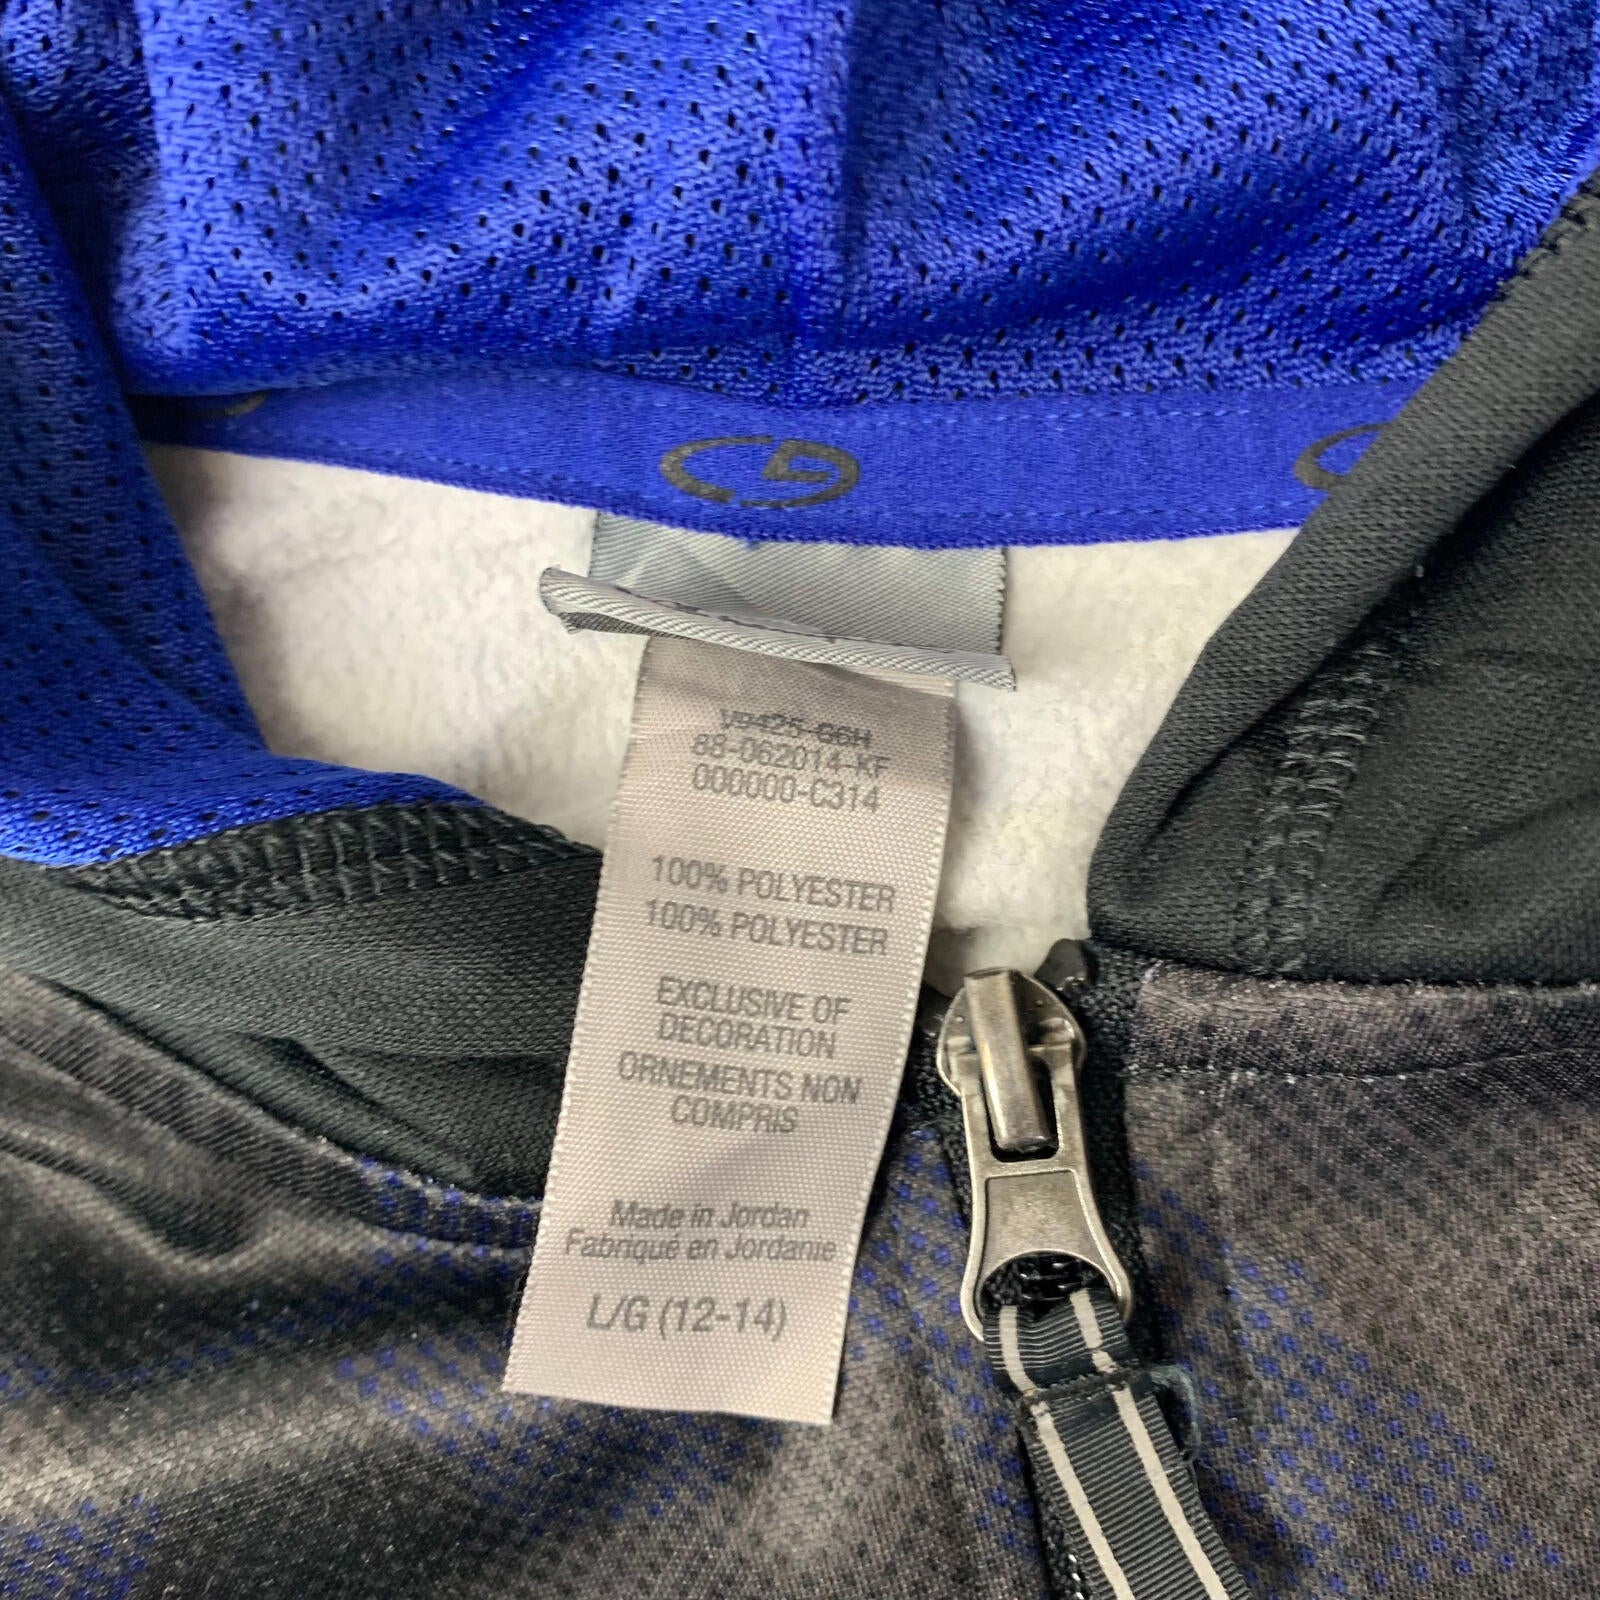 88-062014-KF
000000-C314
100% POLYESTER
100% POLYESTER
EXCLUSIVE OF
DECORATION
ORNEMENTS NON
COMPRIS
Made in Jordan
Fabriqué en Jordanie
L/G (12-14)